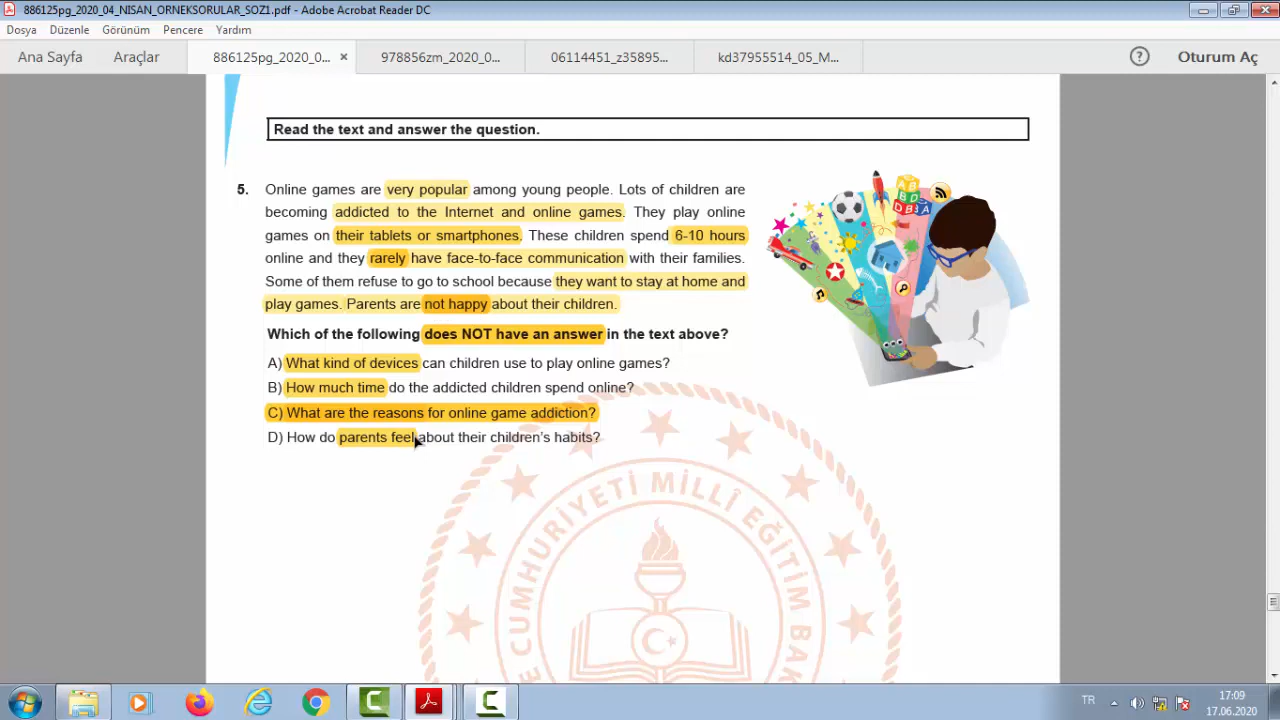 886125pg_2020_04_NISAN_ORNEKSORULAR_SOZ1.pdf - Adobe Acrobat Reader DC
Dosya Düzenle Görünüm Pencere Yardım
Ana Sayfa Araçlar 886125pg_2020_0... × 978856zm_2020_0... 06114451_z35895... kd37955514_05_M... ? Oturum Aç
Read the text and answer the question.
5. Online games are very popular among young people. Lots of children are
becoming addicted to the Internet and online games. They play online
games on their tablets or smartphones. These children spend 6-10 hours
online and they rarely have face-to-face communication with their families.
Some of them refuse to go to school because they want to stay at home and
play games. Parents are not happy about their children.
Which of the following does NOT have an answer in the text above?
A) What kind of devices can children use to play online games?
B) How much time do the addicted children spend online?
C) What are the reasons for online game addiction?
D) How do parents feel about their children's habits?
CUMHURİYETİ MİLLÎ EĞİTİM BAK
TR
17:09
17.06.2020